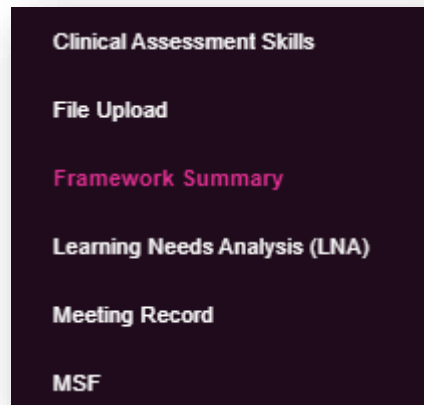 Clinical Assessment Skills
File Upload
Framework Summary
Learning Needs Analysis (LNA)
Meeting Record
MSF